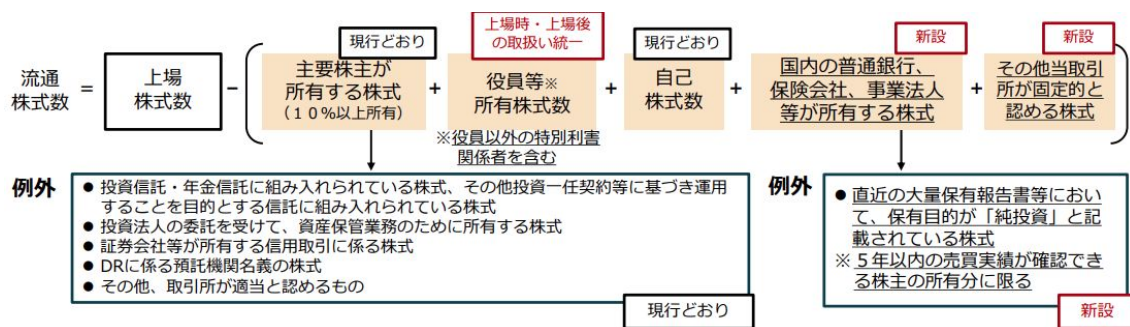 現行どおり
上場時・上場後
の取扱い統一
現行どおり
新設
新設
流通
株式数
=
上場
株式数
−
主要株主が
所有する株式
(10%以上所有)
+
役員等※
所有株式数
※役員以外の特別利害
関係者を含む
+
自己
株式数
+
国内の普通銀行、
保険会社、事業法人
等が所有する株式
+
その他当取引
所が固定的と
認める株式
例外
● 投資信託・年金信託に組み入れられている株式、その他投資一任契約等に基づき運用
することを目的とする信託に組み入れられている株式
● 投資法人の委託を受けて、資産保管業務のために所有する株式
● 証券会社等が所有する信用取引に係る株式
● DRに係る預託機関名義の株式
● その他、取引所が適当と認めるもの
現行どおり
例外
● 直近の大量保有報告書等におい
て、保有目的が「純投資」と記
載されている株式
※ 5年以内の売買実績が確認でき
る株主の所有分に限る
新設